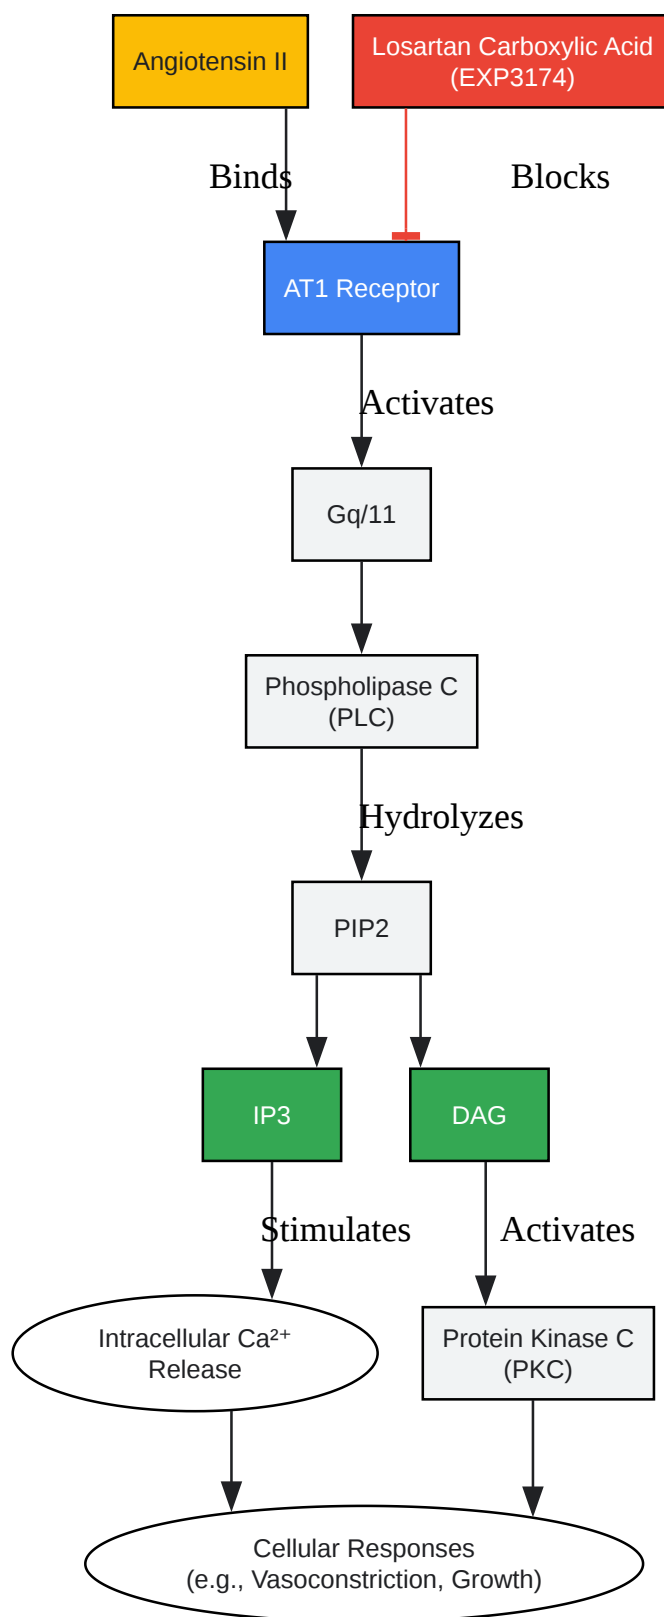 Angiotensin II
Losartan Carboxylic Acid
(EXP3174)
Binds
Blocks
AT1 Receptor
Activates
Gq/11
Phospholipase C
(PLC)
Hydrolyzes
PIP2
IP3
DAG
Stimulates
Activates
Intracellular Ca²⁺
Release
Protein Kinase C
(PKC)
Cellular Responses
(e.g., Vasoconstriction, Growth)